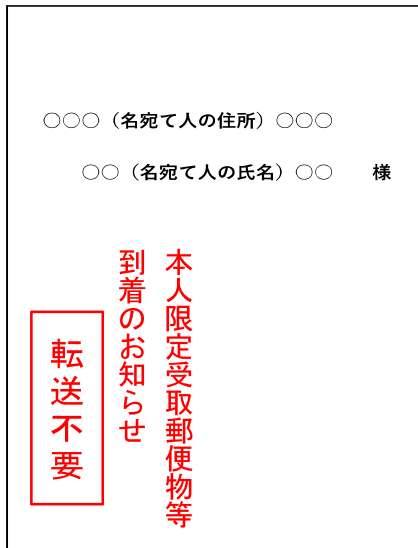 ○○○（名宛て人の住所）○○○
○○（名宛て人の氏名）○○　様
本人限定受取郵便物等
到着のお知らせ
転送不要